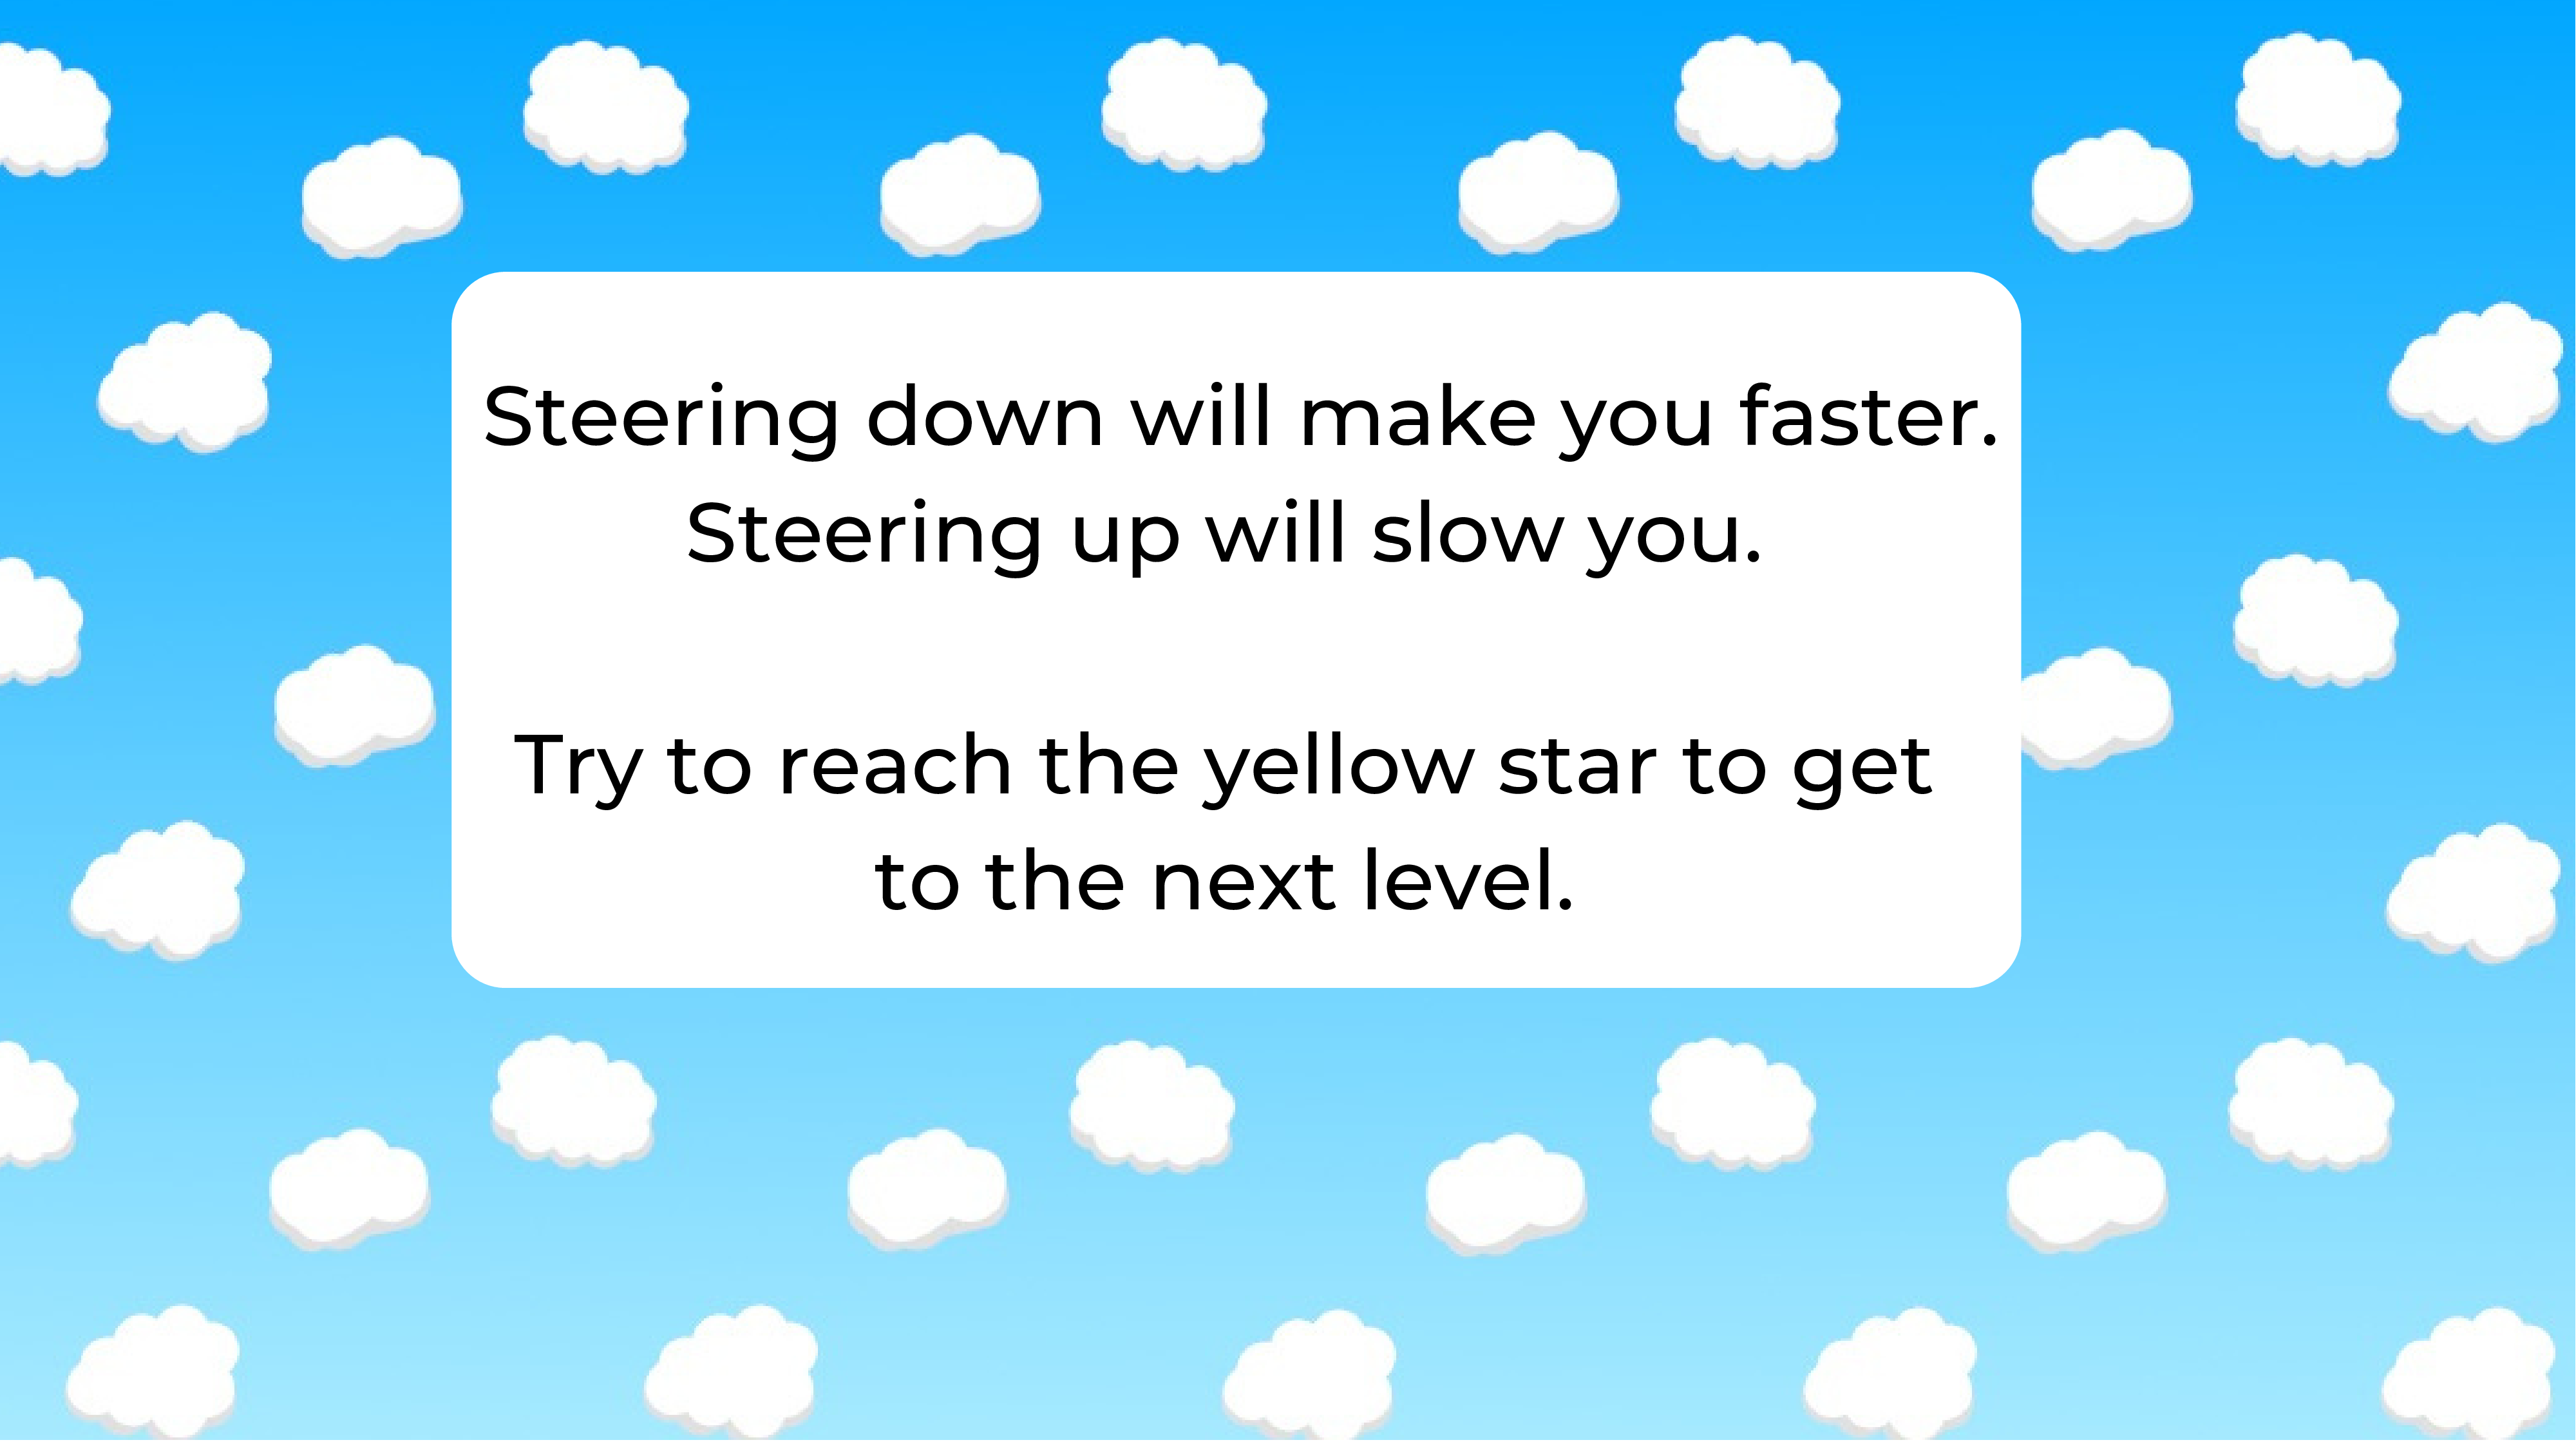 Steering down will make you faster.
Steering up will slow you.
Try to reach the yellow star to get
to the next level.